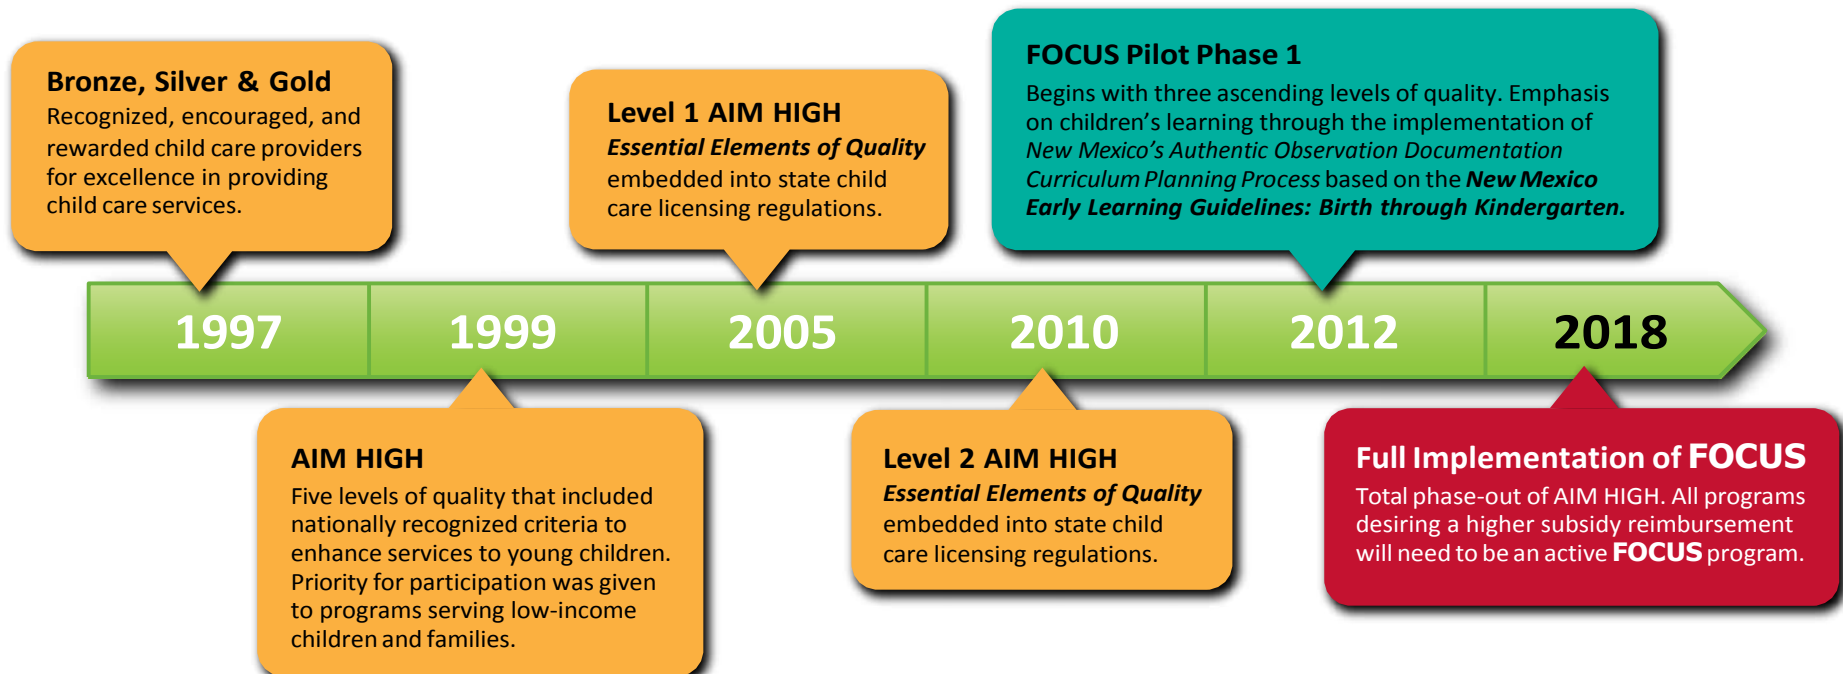 Bronze, Silver & Gold
Recognized, encouraged, and
rewarded child care providers
for excellence in providing
child care services.
Level 1 AIM HIGH
Essential Elements of Quality
embedded into state child
care licensing regulations.
FOCUS Pilot Phase 1
Begins with three ascending levels of quality. Emphasis
on children’s learning through the implementation of
New Mexico’s Authentic Observation Documentation
Curriculum Planning Process based on the New Mexico
Early Learning Guidelines: Birth through Kindergarten.
1997
1999
2005
2010
2012
2018
AIM HIGH
Five levels of quality that included
nationally recognized criteria to
enhance services to young children.
Priority for participation was given
to programs serving low-income
children and families.
Level 2 AIM HIGH
Essential Elements of Quality
embedded into state child
care licensing regulations.
Full Implementation of FOCUS
Total phase-out of AIM HIGH. All programs
desiring a higher subsidy reimbursement
will need to be an active FOCUS program.